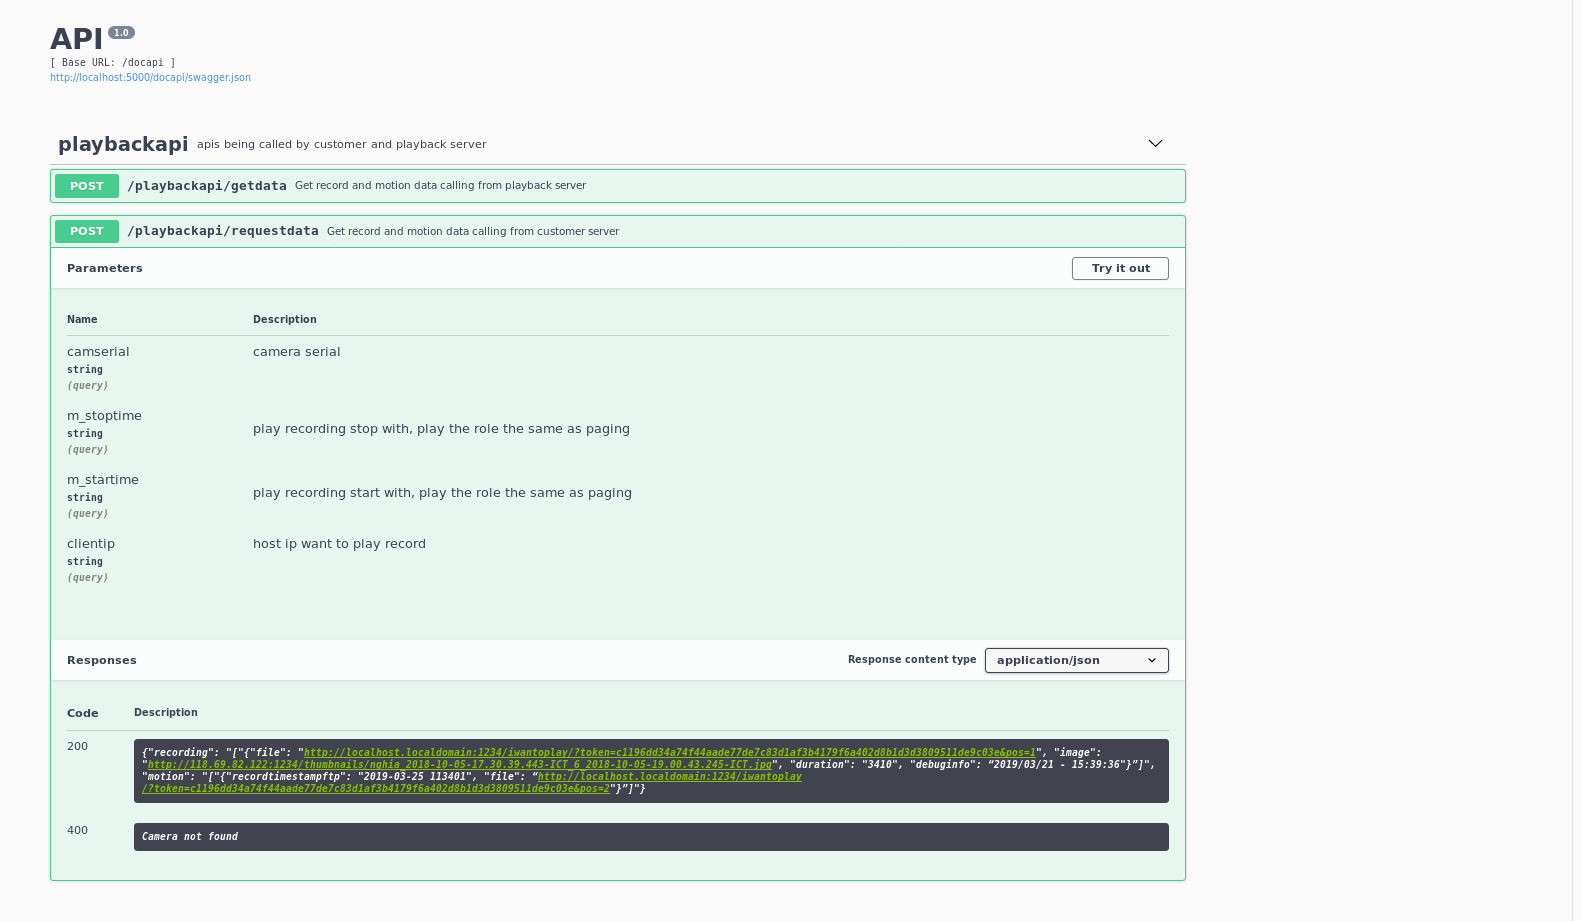 API 1.0
[ Base URL: /docapi ]
http://localhost:5000/docapi/swagger.json
playbackapi apis being called by customer and playback server
POST /playbackapi/getdata Get record and motion data calling from playback server
POST /playbackapi/requestdata Get record and motion data calling from customer server
Parameters Try it out
Name Description
camserial camera serial
string
(query)
m_stoptime
string play recording stop with, play the role the same as paging
(query)
m_startime
string play recording start with, play the role the same as paging
(query)
clientip host ip want to play record
string
(query)
Responses Response content type application/json
Code Description
200 {"recording": "["{"file": "http://localhost.localdomain:1234/iwantoplay/?token=c1196dd34a74f44aade77de7c83d1af3b4179f6a402d8b1d3d3809511de9c03e&pos=1", "image":
"http://118.69.82.122:1234/thumbnails/nghia_2018-10-05-17.30.39.443-ICT_6_2018-10-05-19.00.43.245-ICT.jpg", "duration": "3410", "debuginfo": “2019/03/21 - 15:39:36"}”]",
"motion": "["{"recordtimestampftp": "2019-03-25 113401", "file": “http://localhost.localdomain:1234/iwantoplay
/?token=c1196dd34a74f44aade77de7c83d1af3b4179f6a402d8b1d3d3809511de9c03e&pos=2"}”]"}
400 Camera not found